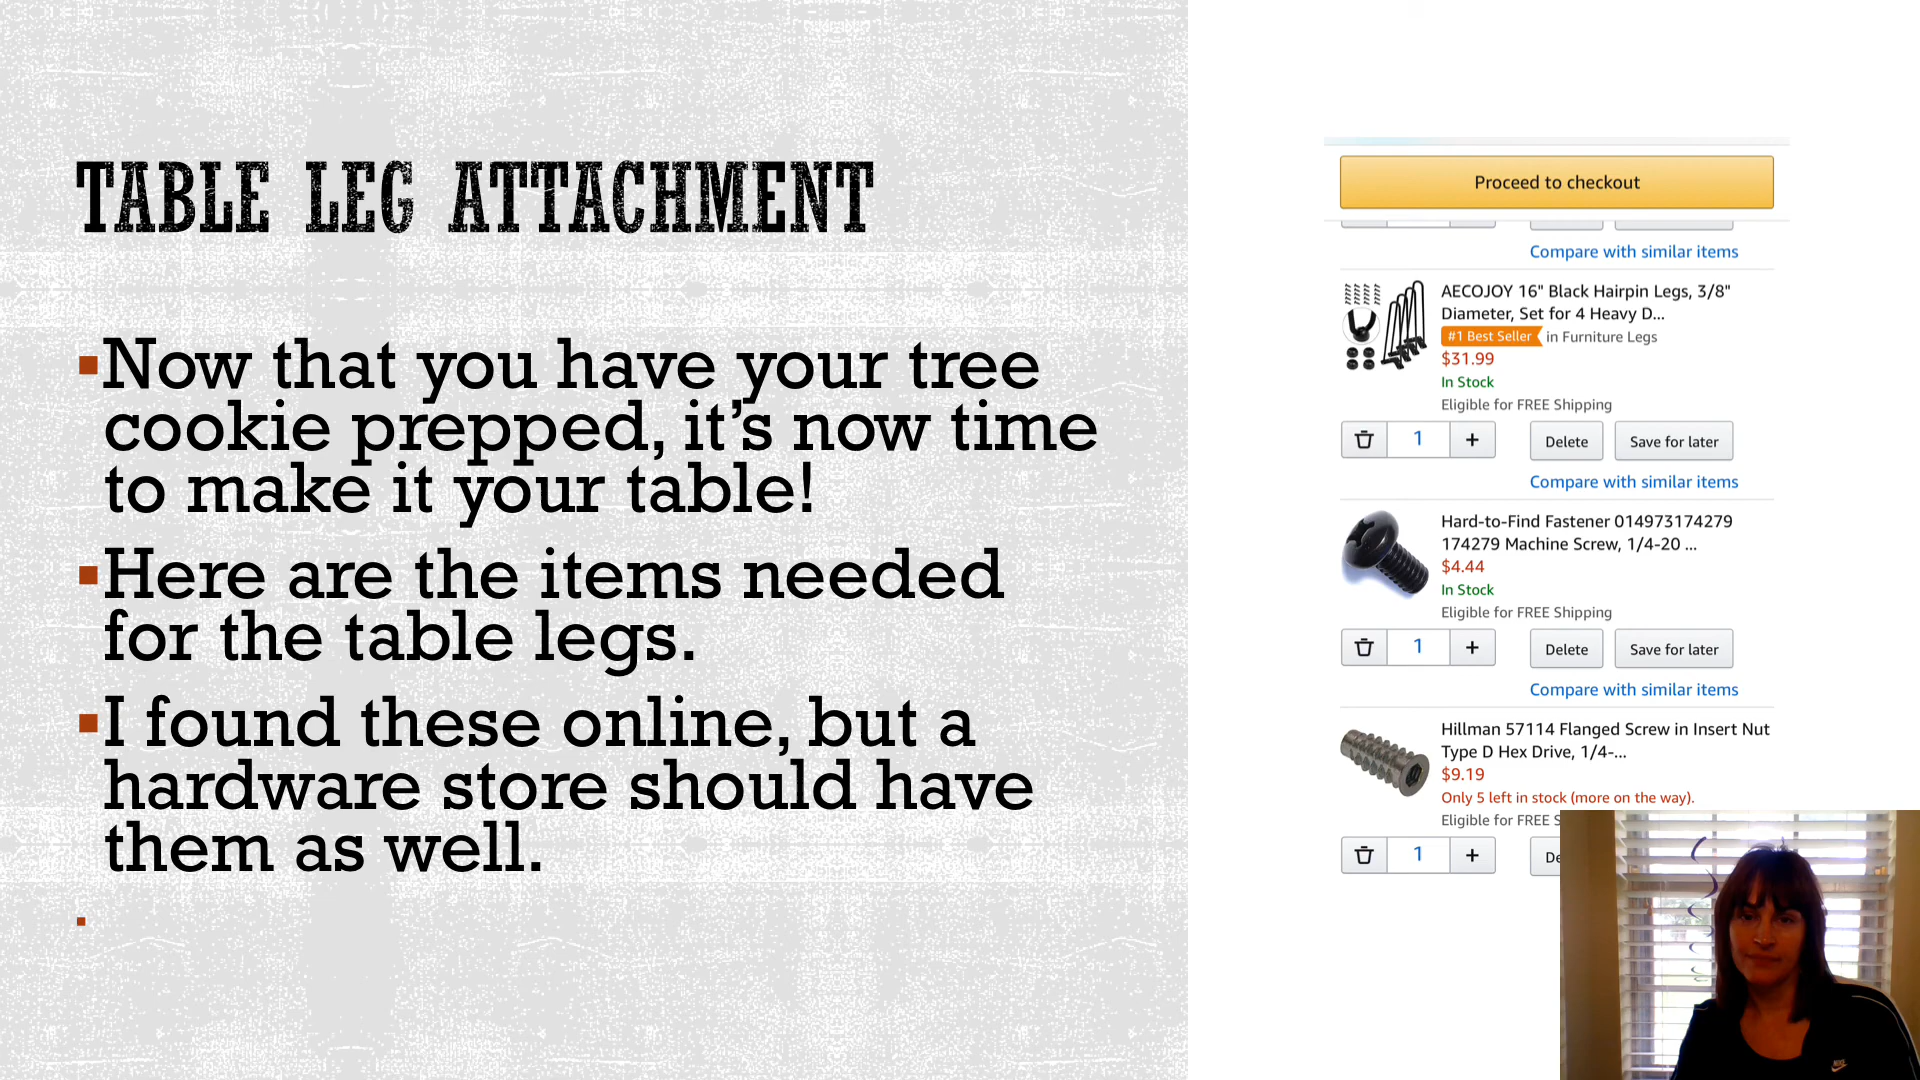 TABLE LEG ATTACHMENT
Now that you have your tree
cookie prepped, it's now time
to make it your table!
Here are the items needed
for the table legs.
I found these online, but a
hardware store should have
them as well.
Proceed to checkout
Compare with similar items
AECOJOY 16" Black Hairpin Legs, 3/8"
Diameter, Set for 4 Heavy D...
#1 Best Seller in Furniture Legs
$31.99
In Stock
Eligible for FREE Shipping
1 + Delete Save for later
Compare with similar items
Hard-to-Find Fastener 014973174279
174279 Machine Screw, 1/4-20 ...
$4.44
In Stock
Eligible for FREE Shipping
1 + Delete Save for later
Compare with similar items
Hillman 57114 Flanged Screw in Insert Nut
Type D Hex Drive, 1/4-...
$9.19
Only 5 left in stock (more on the way).
Eligible for FREE S
1 + De
NIKE